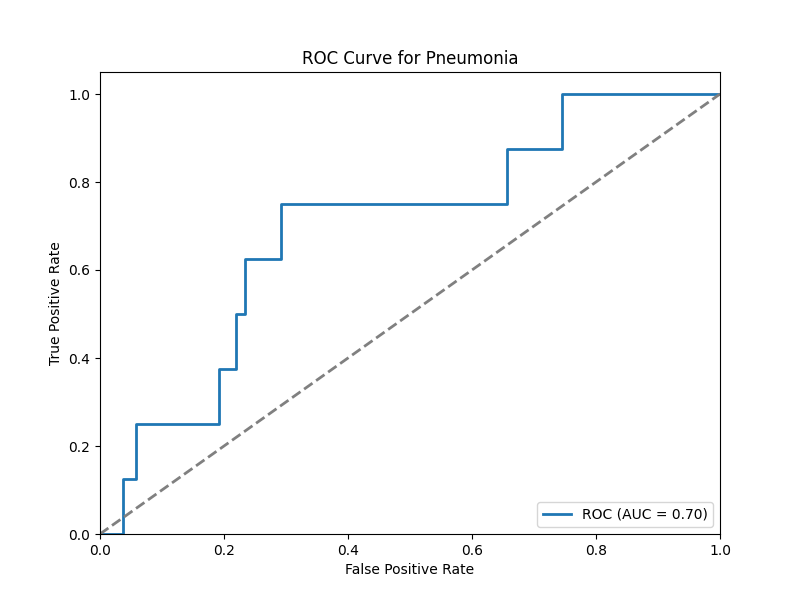 ROC Curve for Pneumonia
True Positive Rate
1.0
0.8
0.6
0.4
0.2
0.0
0.0 0.2 0.4 0.6 0.8 1.0
False Positive Rate
ROC (AUC = 0.70)